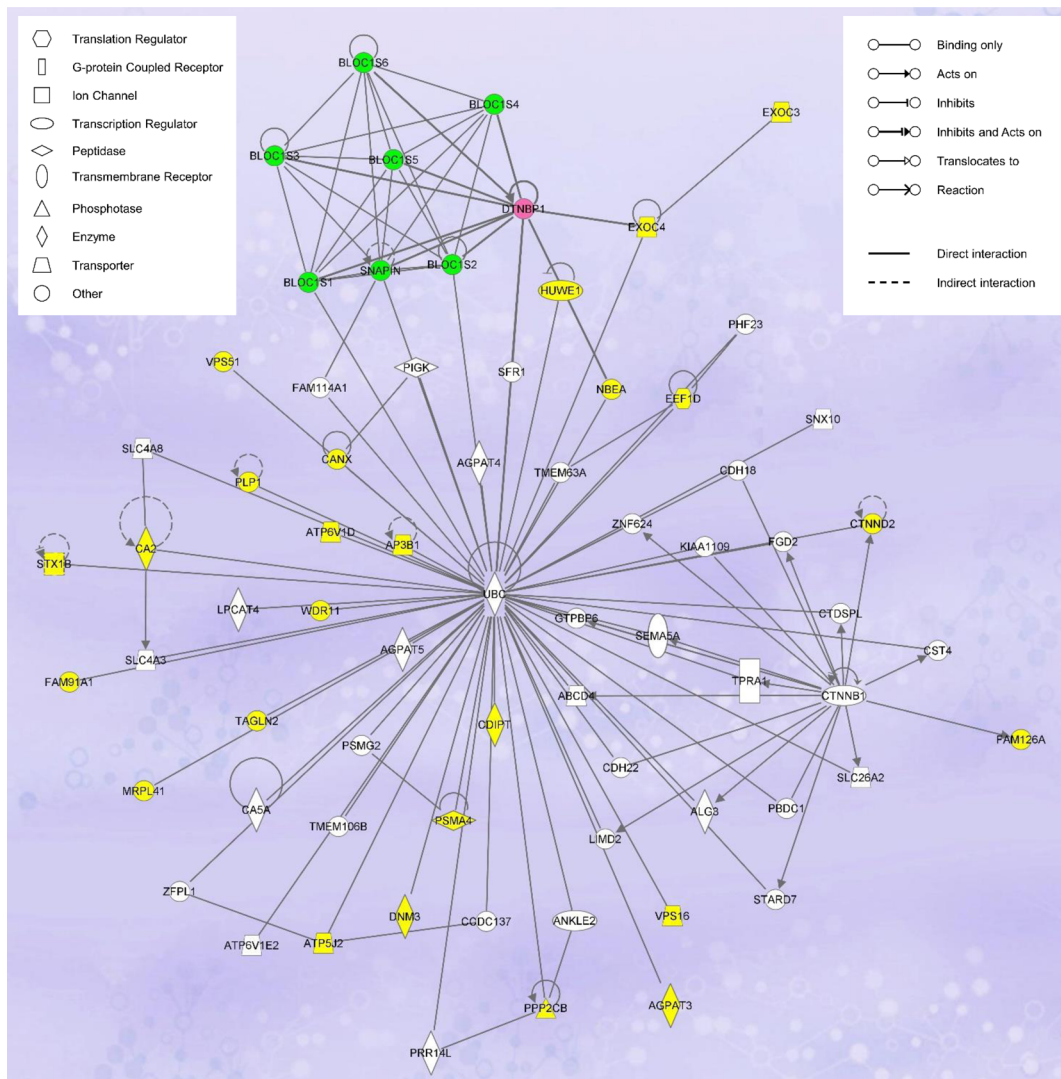 Translation Regulator
G-protein Coupled Receptor
Ion Channel
Transcription Regulator
Peptidase
Transmembrane Receptor
Phosphotase
Enzyme
Transporter
Other
Binding only
Acts on
Inhibits
Inhibits and Acts on
Translocates to
Reaction
Direct interaction
Indirect interaction
BLOC1S6
BLOC1S4
EXOC3
BLOC1S3
BLOC1S5
DTNBP1
EXOC4
BLOC1S1
SNAPIN
BLOC1S2
HUWE1
PHF23
VPS51
FAM114A1
PIGK
SFR1
NBEA
EEF1D
SNX10
SLC4A8
CANX
AGPAT4
TMEM63A
CDH18
PLP1
ATP6V1D
AP3B1
ZNF624
KIAA1109
FGD2
CTNND2
STX1B
CA2
UBC
LPCAT4
WDR11
GTPBP6
SEMA5A
CTDSPL
CST4
SLC4A3
AGPAT5
FAM91A1
ABCD4
TPRA1
CTNNB1
TAGLN2
CDIPT
PSMG2
FAM126A
CDH22
SLC26A2
MRPL41
CA5A
TMEM106B
PSMA4
LIMD2
ALG3
PBDC1
ZFPL1
STARD7
ATP6V1E2
ATP5J2
DNM3
CCDC137
ANKLE2
VPS16
PPP2CB
AGPAT3
PRR14L